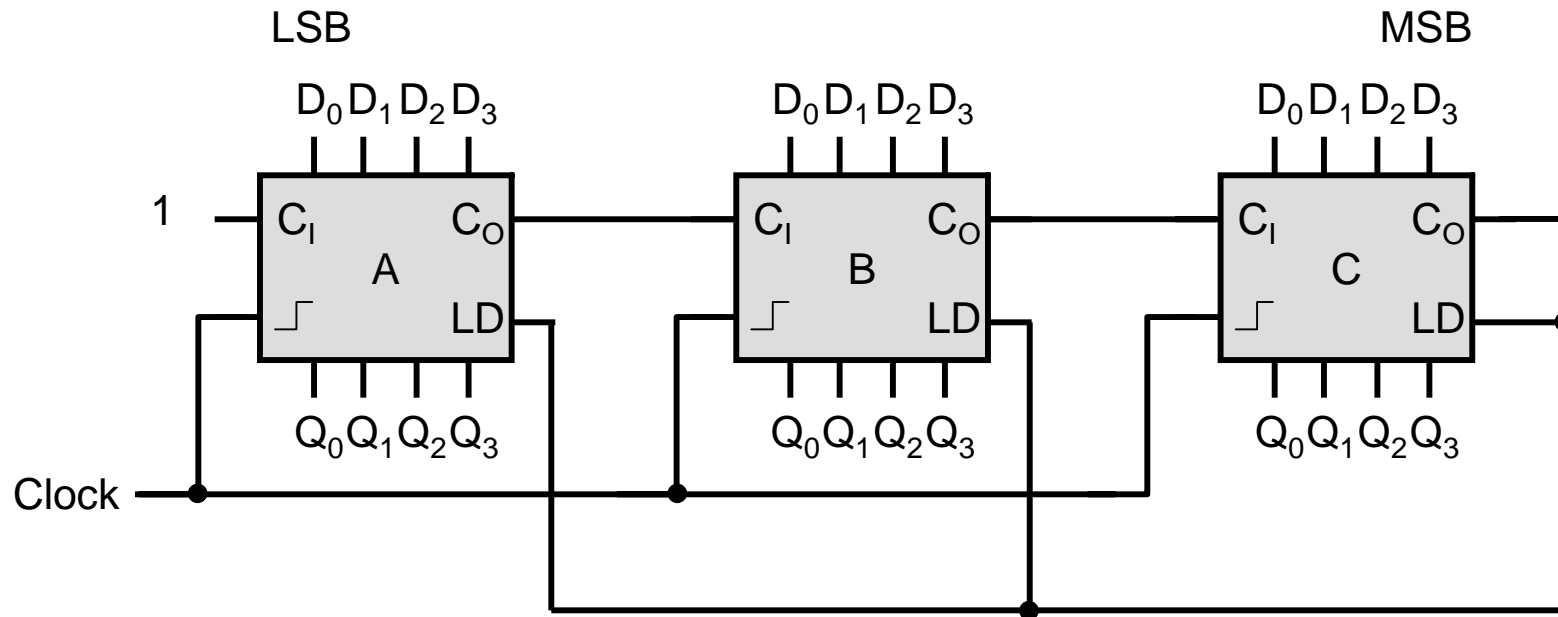 LSB MSB
D0 D1 D2 D3 D0 D1 D2 D3 D0 D1 D2 D3
1 CI CO CI CO CI CO
A B C
LD LD LD
Q0 Q1 Q2 Q3 Q0 Q1 Q2 Q3 Q0 Q1 Q2 Q3
Clock